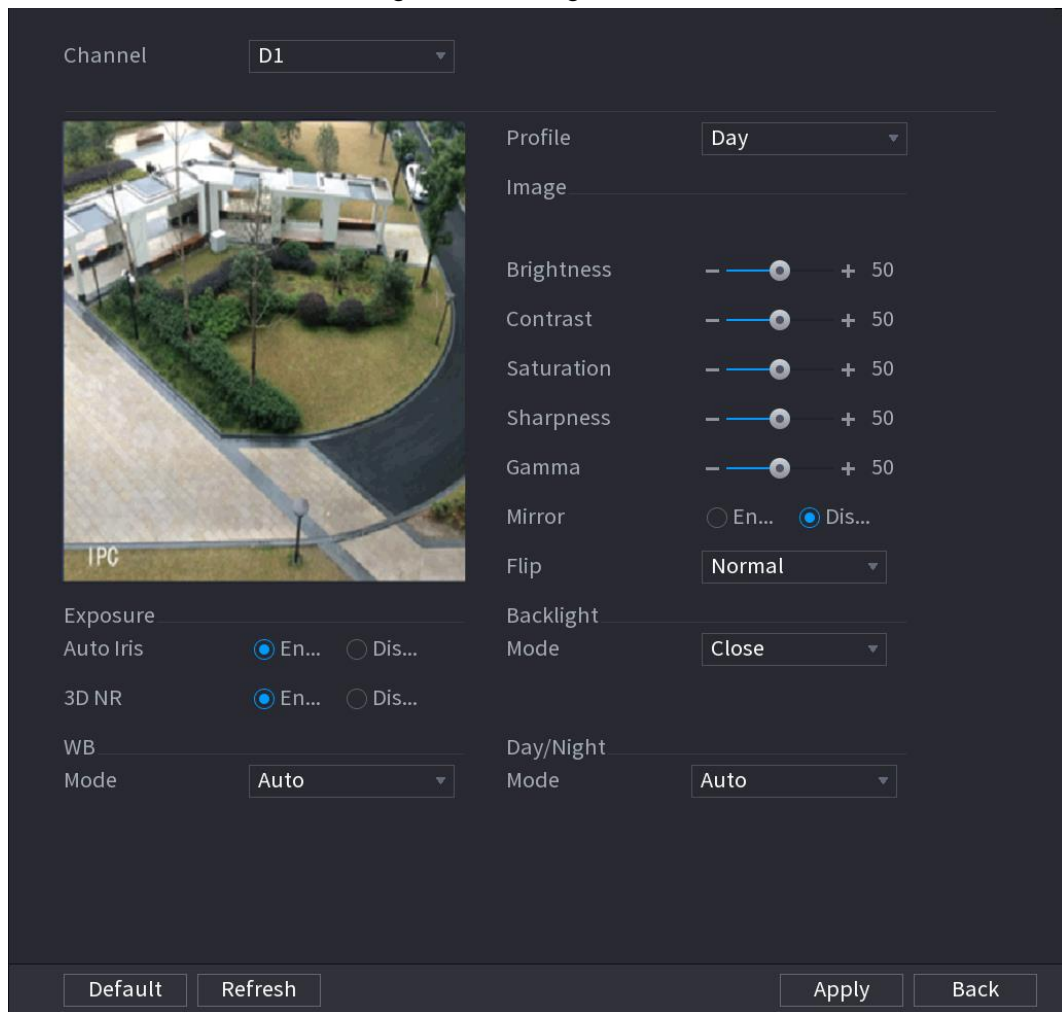 Channel D1
Profile Day
Image
Brightness 50
Contrast 50
Saturation 50
Sharpness 50
Gamma 50
Mirror En... Dis...
IPC
Flip Normal
Exposure
Auto Iris En... Dis...
3D NR En... Dis...
Backlight
Mode Close
WB
Mode Auto
Day/Night
Mode Auto
Default Refresh Apply Back